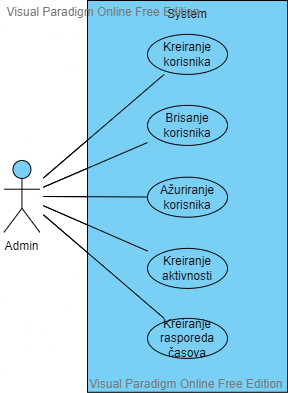 Visual Paradigm Online Free Edition
System
Kreiranje
korisnika
Brisanje
korisnika
Ažuriranje
korisnika
Admin
Kreiranje
aktivnosti
Kreiranje
rasporeda
časova
Visual Paradigm Online Free Edition